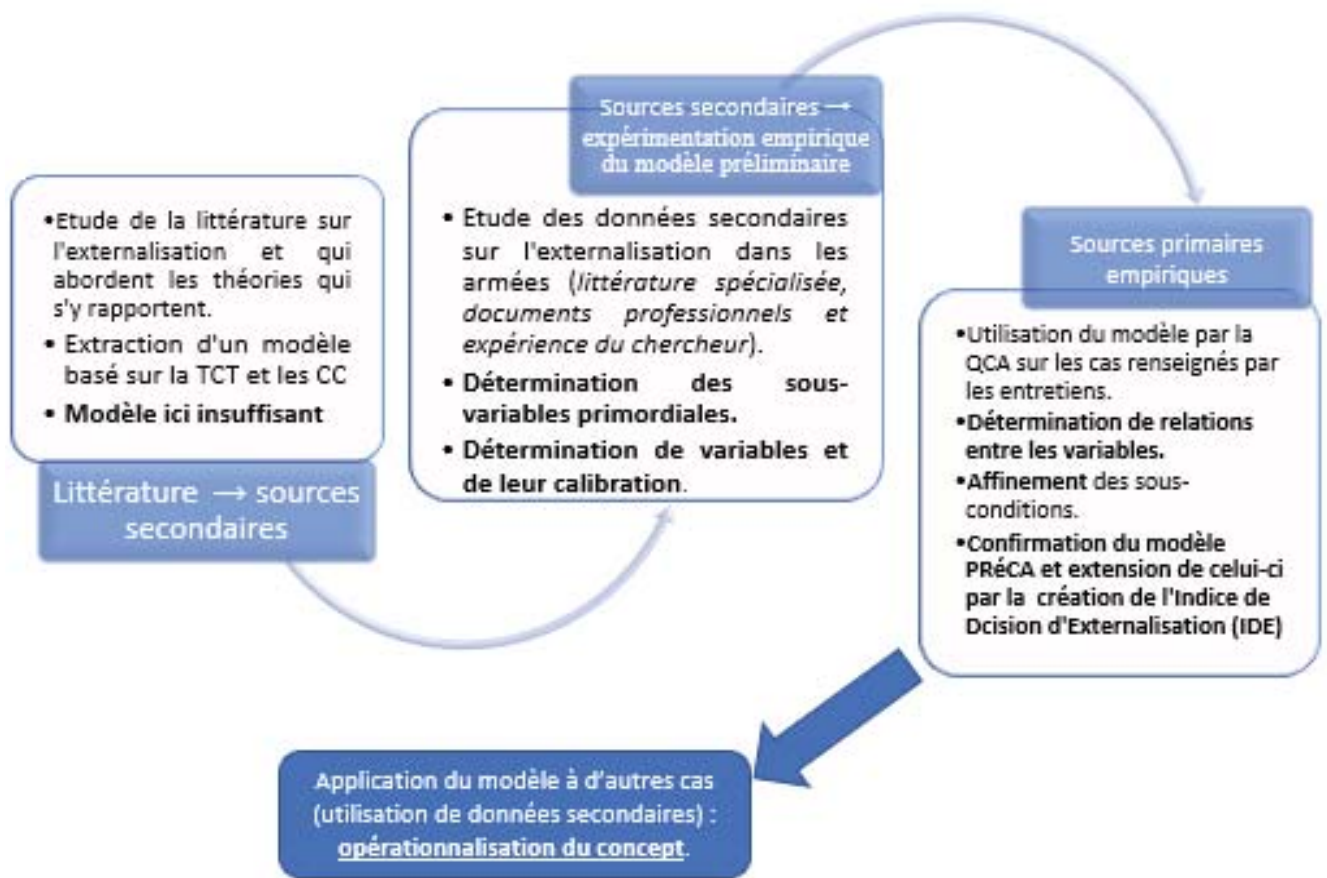 •Etude de la littérature sur
l'externalisation et qui
abordent les théories qui
s'y rapportent.
• Extraction d'un modèle
basé sur la TCT et les CC
• Modèle ici insuffisant
Littérature → sources
secondaires
Sources secondaires →
expérimentation empirique
du modèle préliminaire
• Etude des données secondaires
sur l'externalisation dans les
armées (littérature spécialisée,
documents professionnels et
expérience du chercheur).
• Détermination des sous-
variables primordiales.
• Détermination de variables et
de leur calibration.
Sources primaires
empiriques
•Utilisation du modèle par la
QCA sur les cas renseignés par
les entretiens.
•Détermination de relations
entre les variables.
•Affinement des sous-
conditions.
•Confirmation du modèle
PRéCA et extension de celui-ci
par la création de l'Indice de
Dcision d'Externalisation (IDE)
Application du modèle à d'autres cas
(utilisation de données secondaires) :
opérationnalisation du concept.